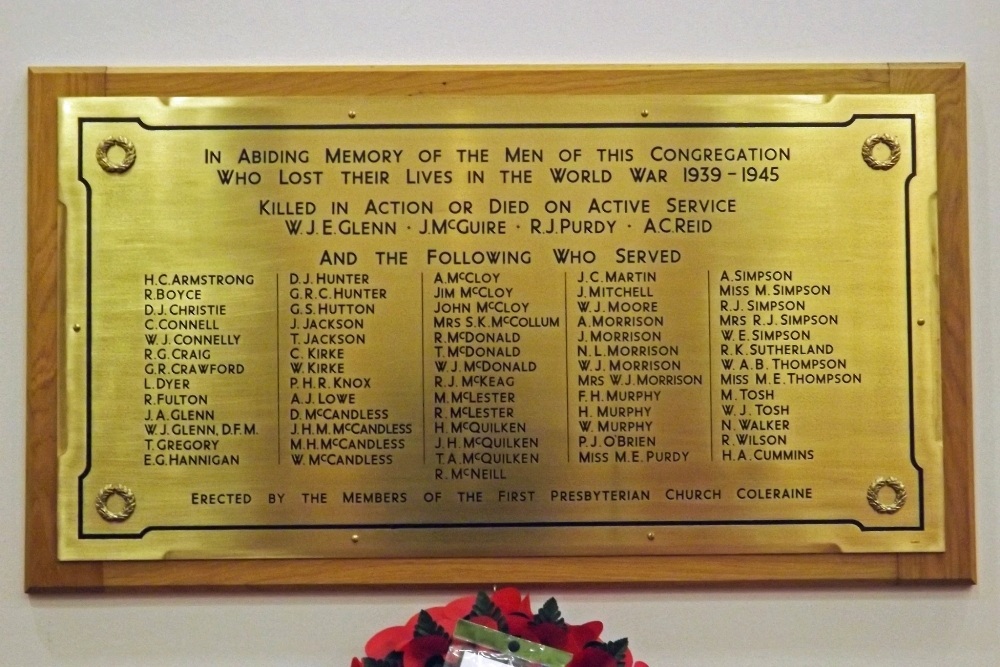 In Abiding Memory of the Men of this Congregation
Who Lost their Lives in the World War 1939-1945
Killed in Action or Died on Active Service
W.J.E.Glenn · J.McGuire · R.J.Purdy · A.C.Reid
And the Following Who Served
H.C.Armstrong
R.Boyce
D.J.Christie
C.Connell
W.J.Connelly
R.G.Craig
G.R.Crawford
L.Dyer
R.Fulton
J.A.Glenn
W.J.Glenn, D.F.M.
T.Gregory
E.G.Hannigan
D.J.Hunter
G.R.C.Hunter
G.S.Hutton
J.Jackson
T.Jackson
C.Kirke
W.Kirke
P.H.R.Knox
A.J.Lowe
D.McCandless
J.H.M.McCandless
M.H.McCandless
W.McCandless
A.McCloy
Jim McCloy
John McCloy
Mrs S.K.McCollum
R.McDonald
T.McDonald
W.J.McDonald
R.J.McKeag
M.McLester
R.McLester
H.McQuilken
J.H.McQuilken
T.A.McQuilken
R.McNeill
J.C.Martin
J.Mitchell
W.J.Moore
A.Morrison
J.Morrison
N.L.Morrison
W.J.Morrison
Mrs W.J.Morrison
F.H.Murphy
H.Murphy
W.Murphy
P.J.O'Brien
Miss M.E.Purdy
A.Simpson
Miss M.Simpson
R.J.Simpson
Mrs R.J.Simpson
W.E.Simpson
R.K.Sutherland
W.A.B.Thompson
Miss M.E.Thompson
M.Tosh
W.J.Tosh
N.Walker
R.Wilson
H.A.Cummins
Erected by the Members of the First Presbyterian Church Coleraine